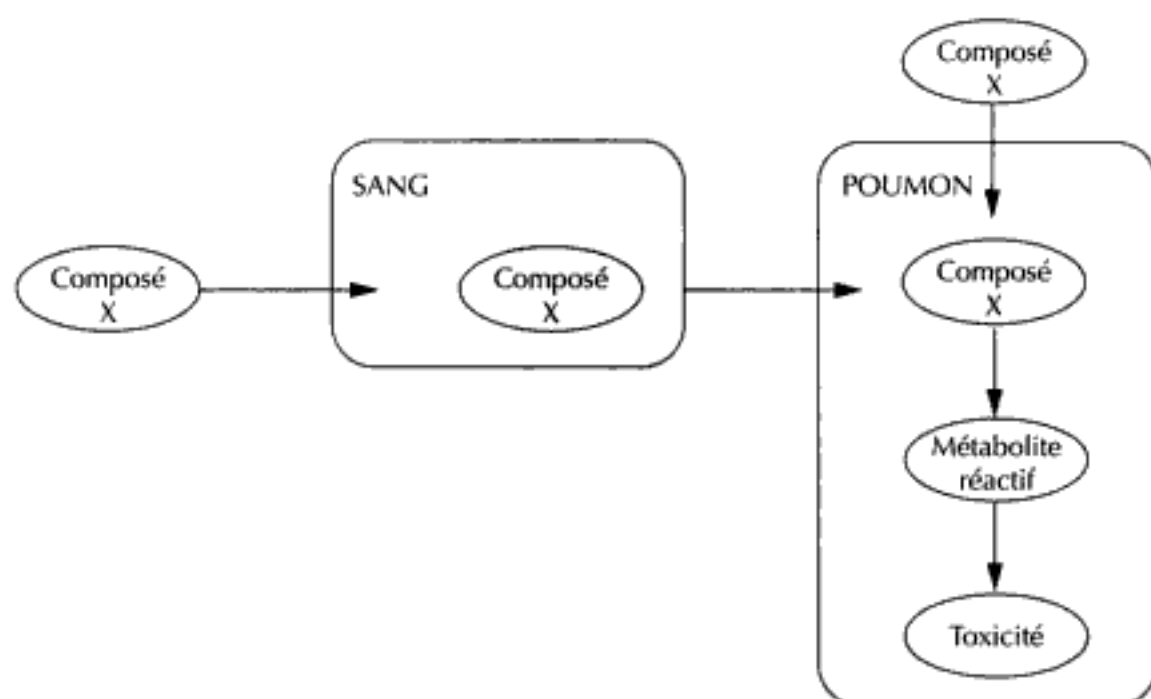 Composé
X
SANG
POUMON
Composé
X
Composé
X
Composé
X
Métabolite
réactif
Toxicité